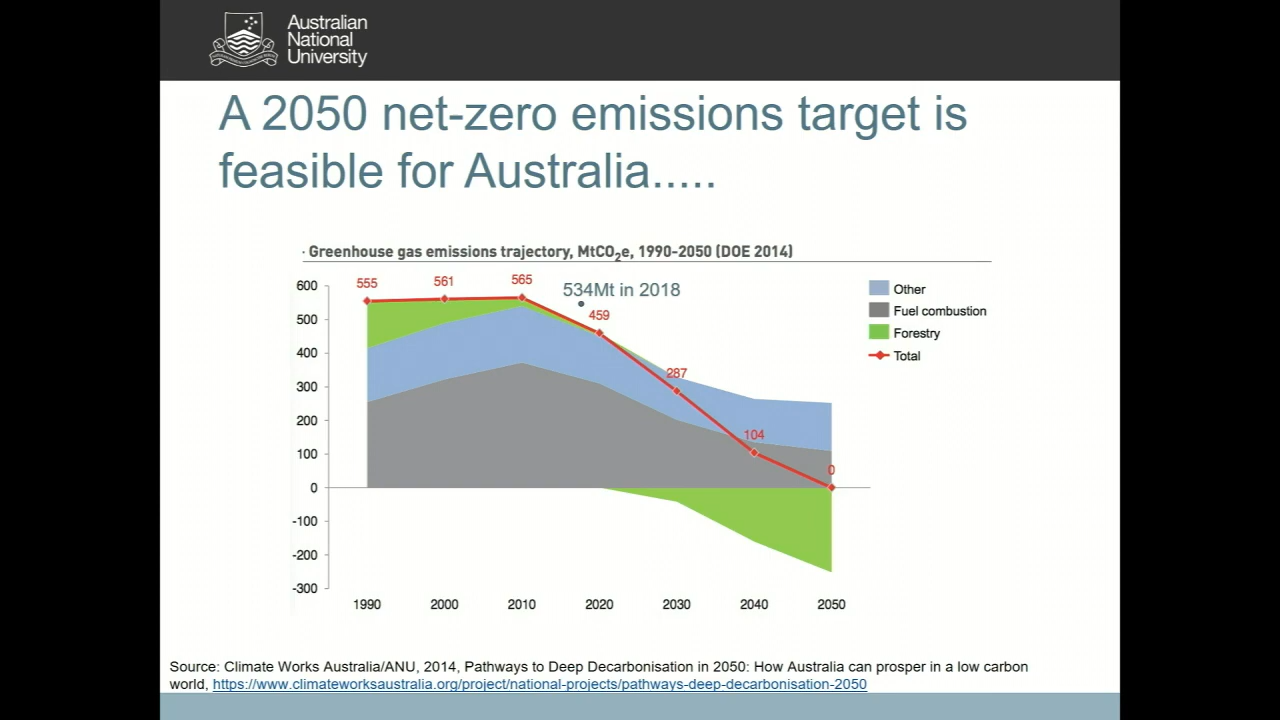 Australian
National
University
A 2050 net-zero emissions target is
feasible for Australia.....
· Greenhouse gas emissions trajectory, MtCO2e, 1990-2050 (DOE 2014)
600
500
400
300
200
100
0
-100
-200
-300
555
561
565
534Mt in 2018
459
287
104
0
Other
Fuel combustion
Forestry
Total
1990 2000 2010 2020 2030 2040 2050
Source: Climate Works Australia/ANU, 2014, Pathways to Deep Decarbonisation in 2050: How Australia can prosper in a low carbon
world, https://www.climateworksaustralia.org/project/national-projects/pathways-deep-decarbonisation-2050